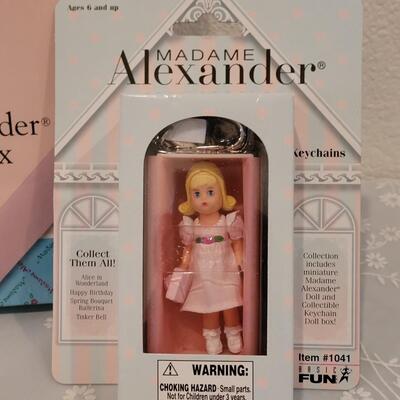 Ages 6 and up
MADAME
Alexander®
der®
x
Keychains
Collect
Them All!
Alice in
Wonderland
Happy Birthday
Spring Bouquet
Ballerina
Tinker Bell
Collection
includes
miniature
Madame
Alexander®
Doll and
Collectible
Keychain
Doll box!
Item #1041
BASIC
FUN
WARNING:
CHOKING HAZARD- Small parts.
Not for Children under 3 years.